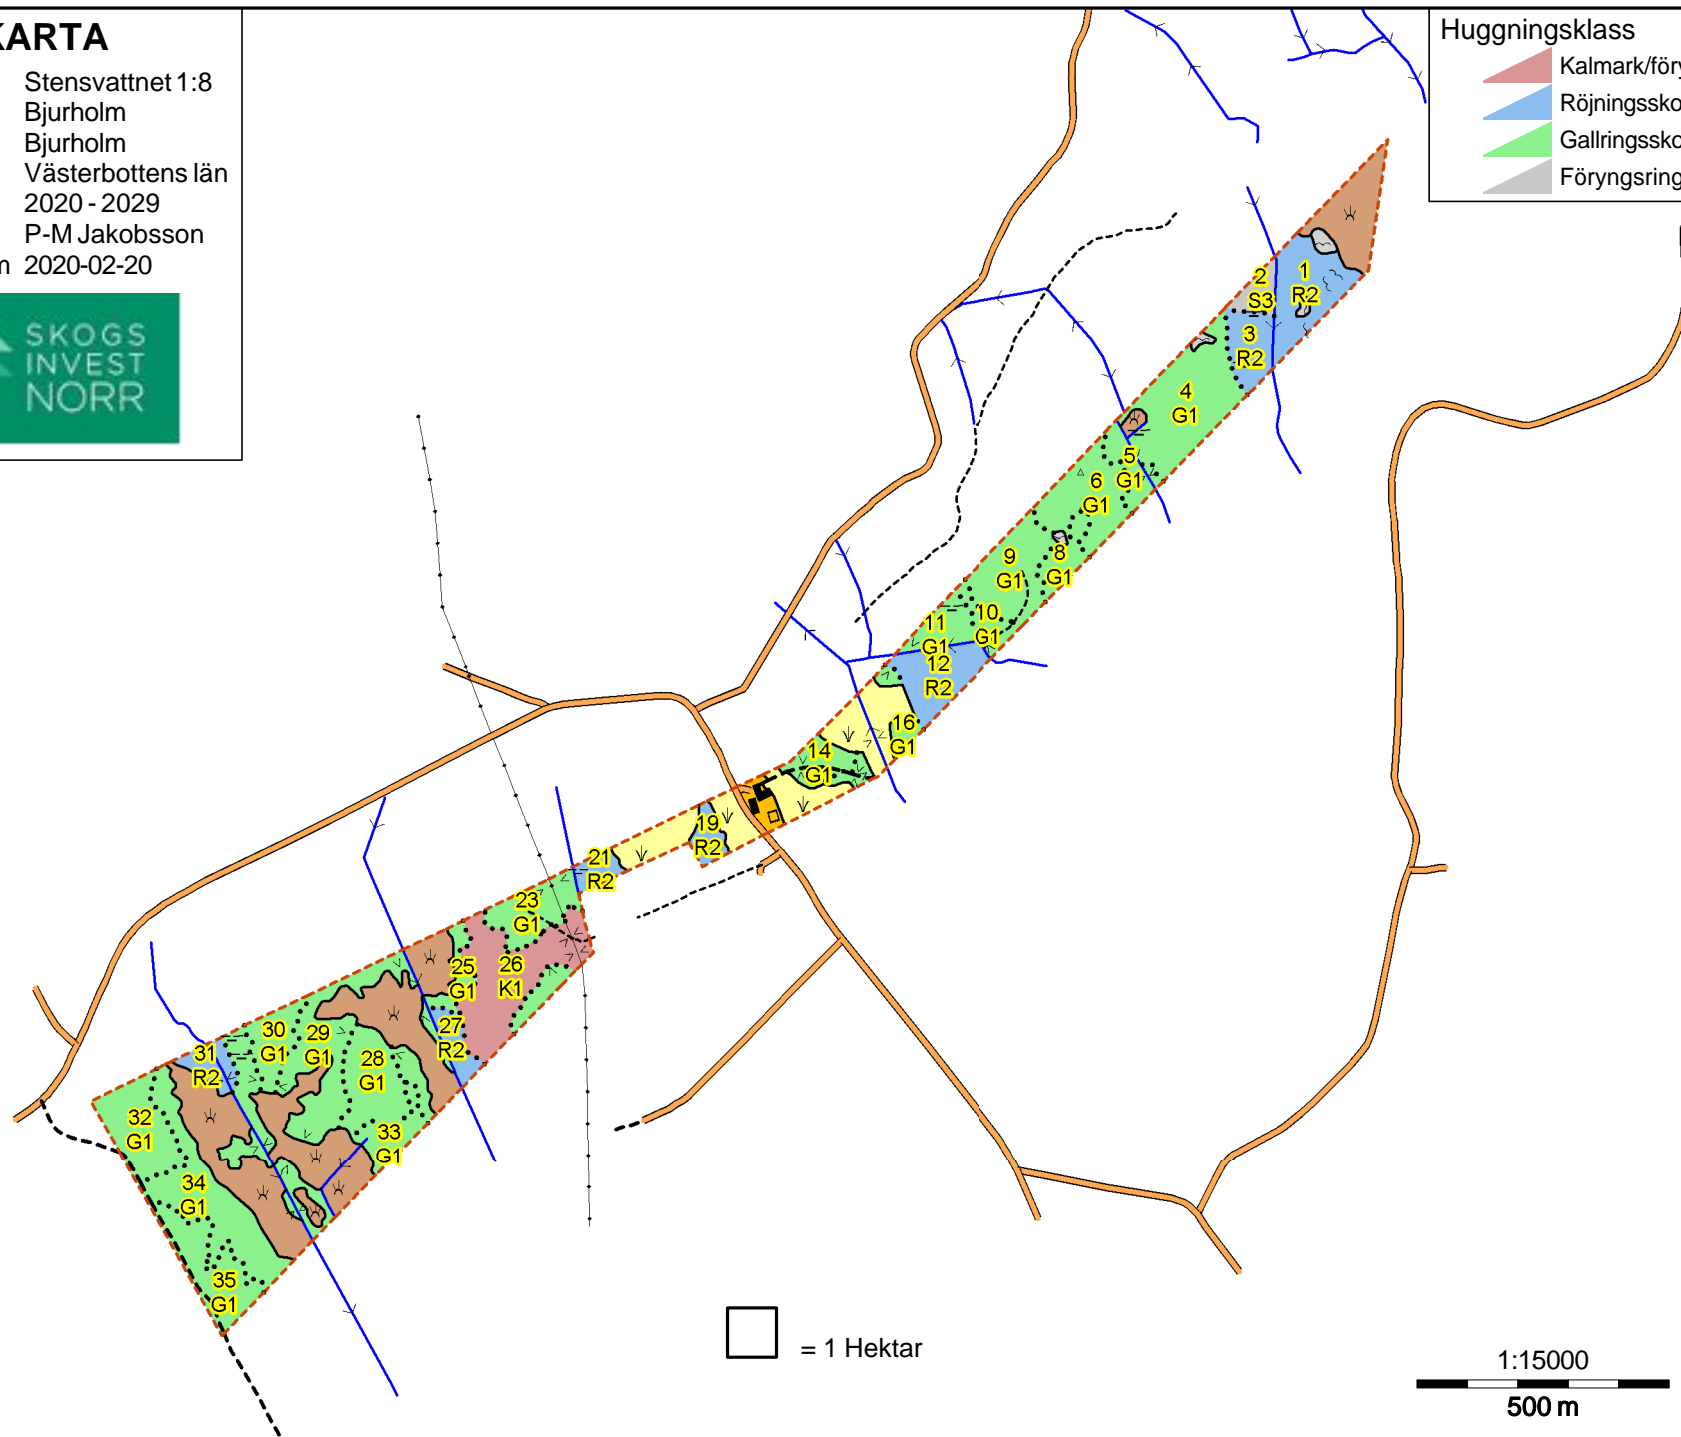 KARTA
Stensvattnet 1:8
Bjurholm
Bjurholm
Västerbottens län
2020 - 2029
P-M Jakobsson
m 2020-02-20
SKOGS
INVEST
NORR
Huggningsklass
Kalmark/föry
Röjningssko
Gallringssko
Föryngsring
1
R2
2
S3
3
R2
4
G1
5
G1
6
G1
8
G1
9
G1
10
G1
11
G1
12
R2
16
G1
14
G1
19
R2
21
R2
23
G1
25
G1
26
K1
27
R2
30
G1
29
G1
28
G1
31
R2
32
G1
33
G1
34
G1
35
G1
= 1 Hektar
1:15000
500 m